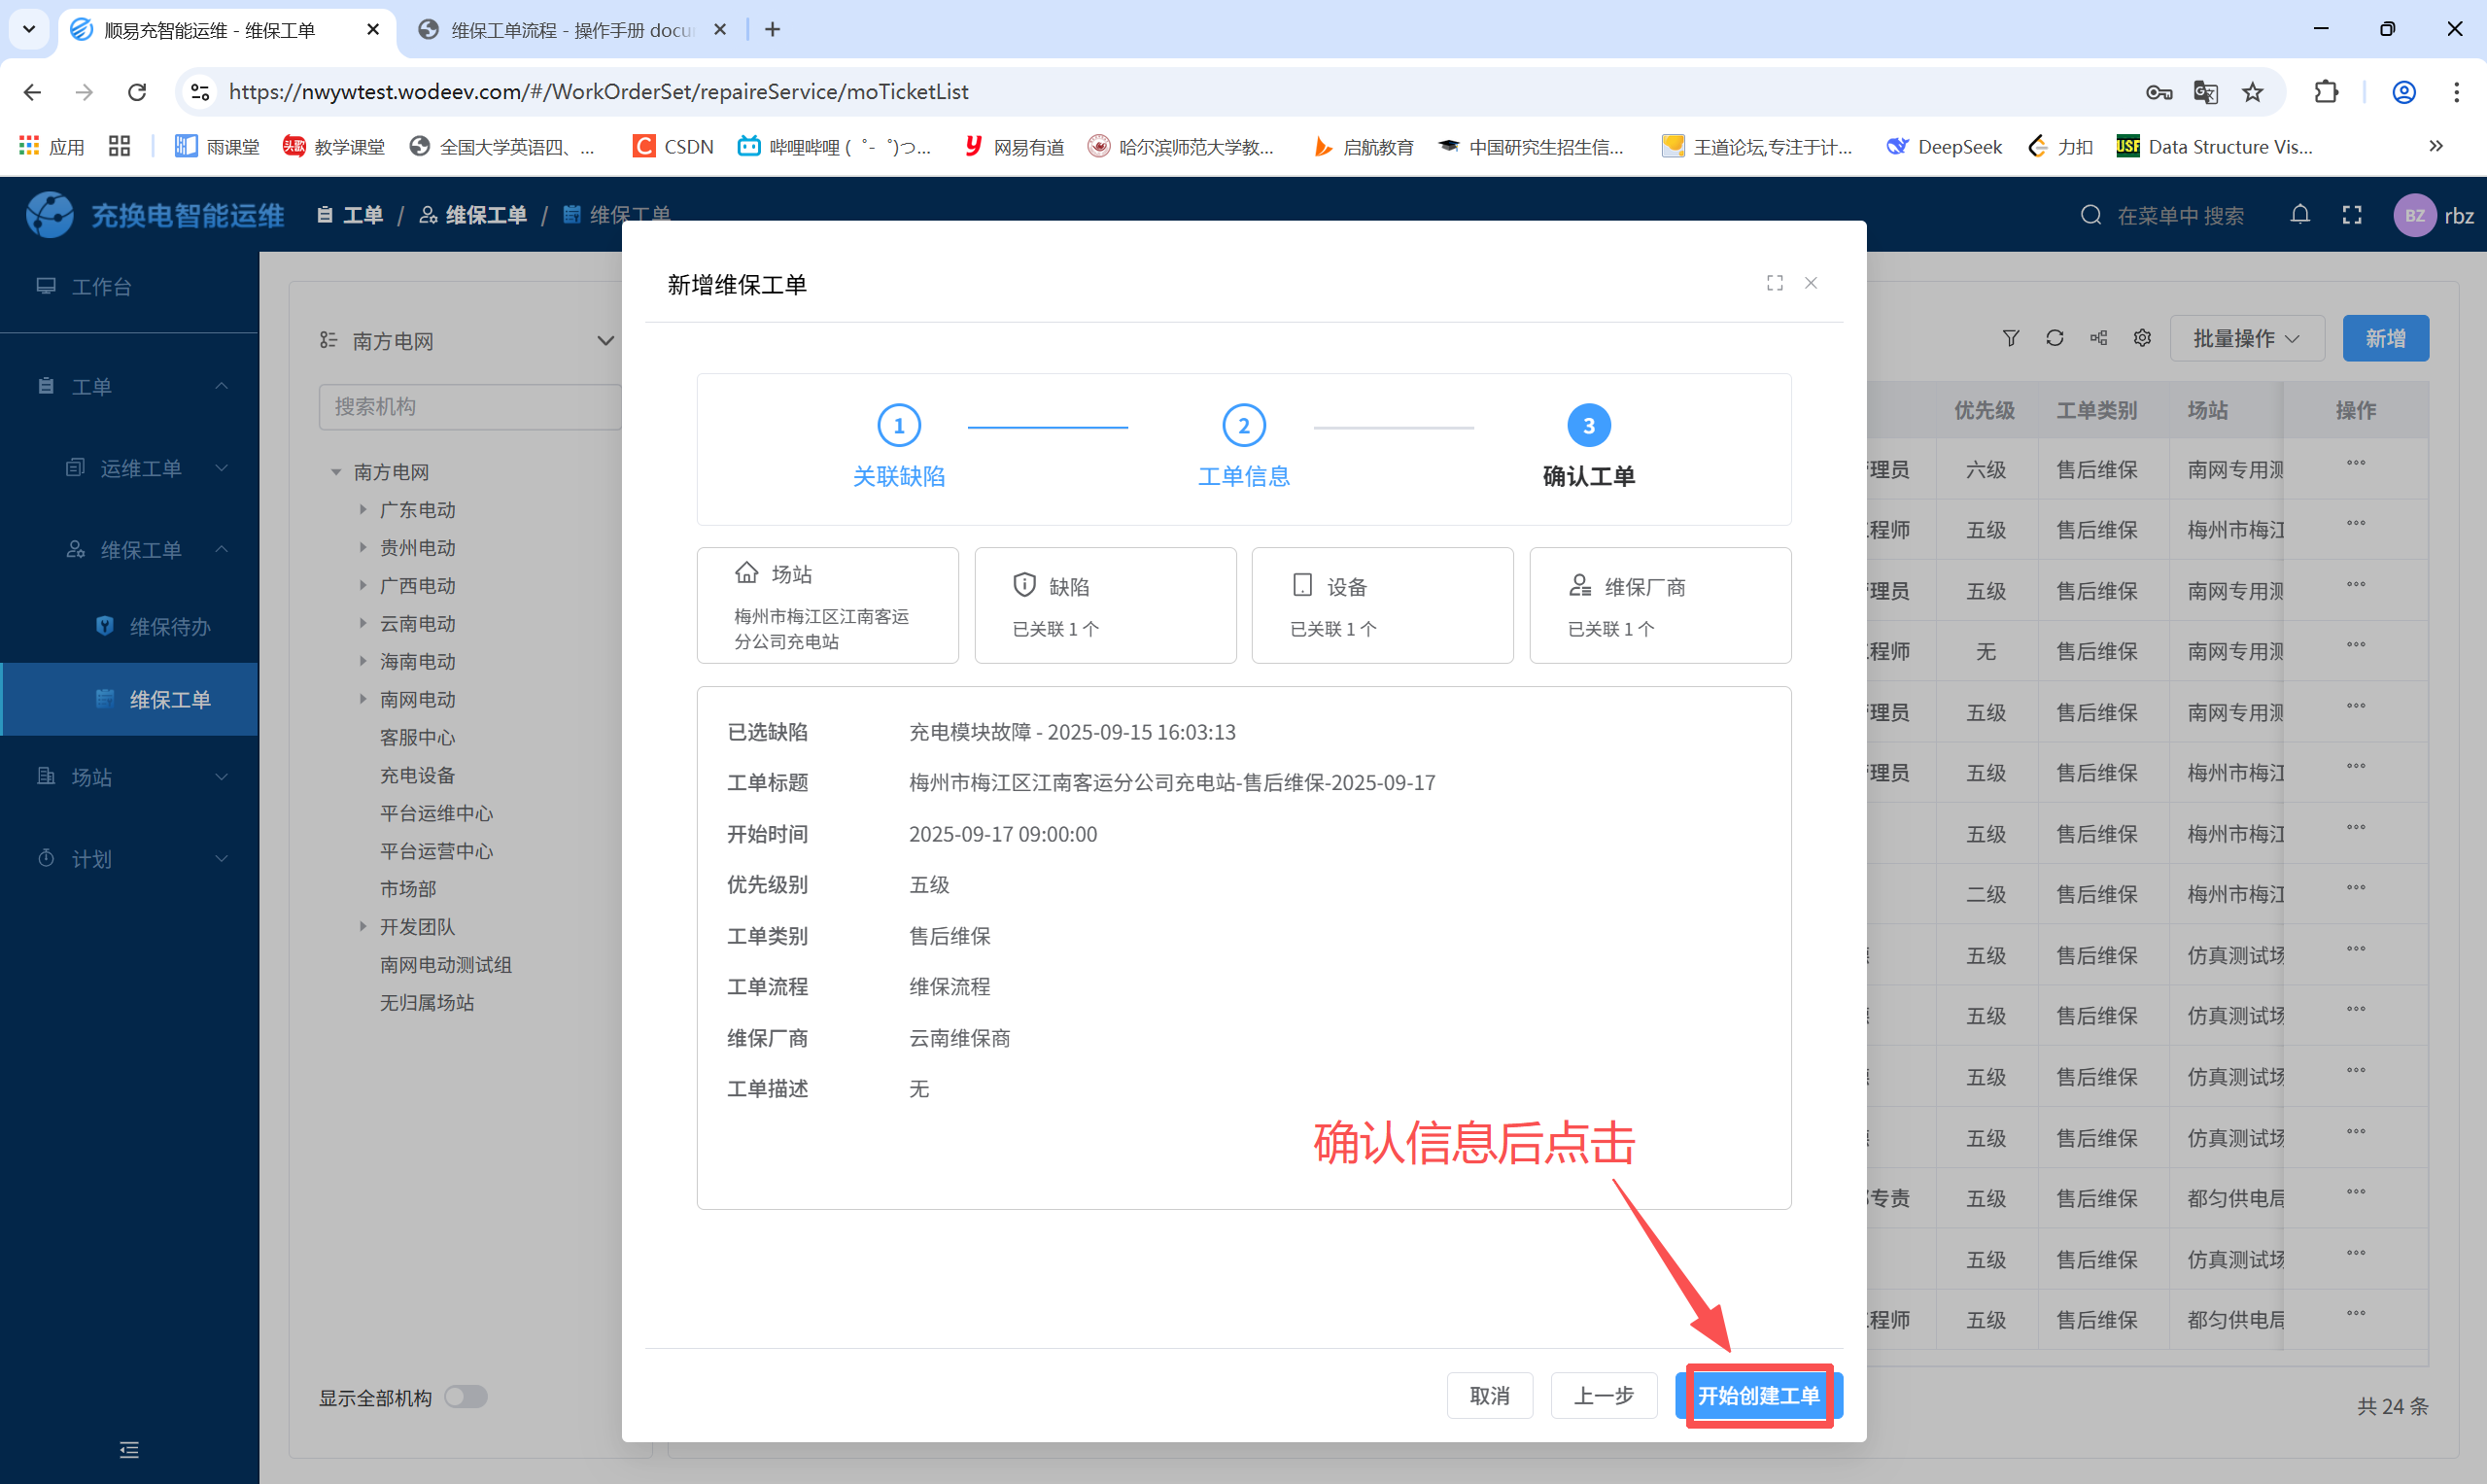 顺易充智能运维 - 维保工单
维保工单流程 - 操作手册 docu
https://nwywtest.wodeev.com/#/WorkOrderSet/repaireService/moTicketList
应用
雨课堂
头歌 教学课堂
全国大学英语四、...
CSDN
哔哩哔哩 (゜-゜)つ...
网易有道
哈尔滨师范大学教...
启航教育
中国研究生招生信...
王道论坛,专注于计...
DeepSeek
力扣
USF Data Structure Vis...
充换电智能运维
工单 / 维保工单 / 维保工单
在菜单中 搜索
BZ rbz
工作台
工单
运维工单
维保工单
维保待办
维保工单
场站
计划
南方电网
搜索机构
南方电网
广东电动
贵州电动
广西电动
云南电动
海南电动
南网电动
客服中心
充电设备
平台运维中心
平台运营中心
市场部
开发团队
南网电动测试组
无归属场站
显示全部机构
新增维保工单
1 2 3
关联缺陷 工单信息 确认工单
场站
梅州市梅江区江南客运
分公司充电站
缺陷
已关联 1 个
设备
已关联 1 个
维保厂商
已关联 1 个
已选缺陷 充电模块故障 - 2025-09-15 16:03:13
工单标题 梅州市梅江区江南客运分公司充电站-售后维保-2025-09-17
开始时间 2025-09-17 09:00:00
优先级别 五级
工单类别 售后维保
工单流程 维保流程
维保厂商 云南维保商
工单描述 无
确认信息后点击
取消 上一步 开始创建工单
批量操作 新增
优先级 工单类别 场站 操作
理员 六级 售后维保 南网专用测
程师 五级 售后维保 梅州市梅江
理员 五级 售后维保 南网专用测
程师 无 售后维保 南网专用测
理员 五级 售后维保 南网专用测
理员 五级 售后维保 梅州市梅江
五级 售后维保 梅州市梅江
二级 售后维保 梅州市梅江
五级 售后维保 仿真测试场
五级 售后维保 仿真测试场
五级 售后维保 仿真测试场
五级 售后维保 仿真测试场
专责 五级 售后维保 都匀供电局
五级 售后维保 仿真测试场
程师 五级 售后维保 都匀供电局
共 24 条